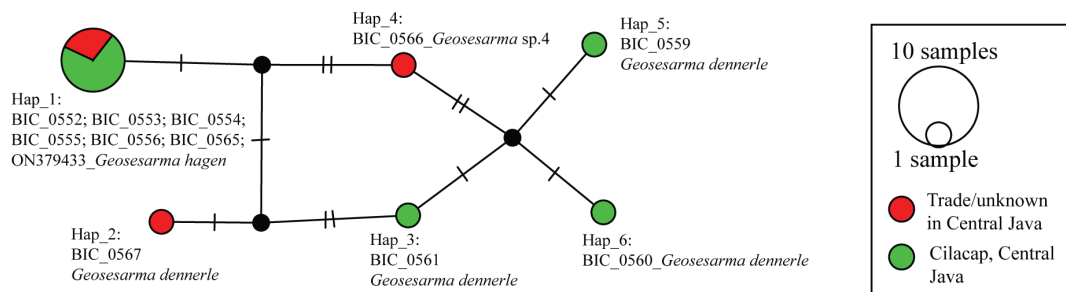 Hap_1:
BIC_0552; BIC_0553; BIC_0554;
BIC_0555; BIC_0556; BIC_0565;
ON379433_Geosesarma hagen
Hap_4:
BIC_0566_Geosesarma sp.4
Hap_5:
BIC_0559
Geosesarma dennerle
Hap_2:
BIC_0567
Geosesarma dennerle
Hap_3:
BIC_0561
Geosesarma dennerle
Hap_6:
BIC_0560_Geosesarma dennerle
10 samples
1 sample
Trade/unknown
in Central Java
Cilacap, Central
Java